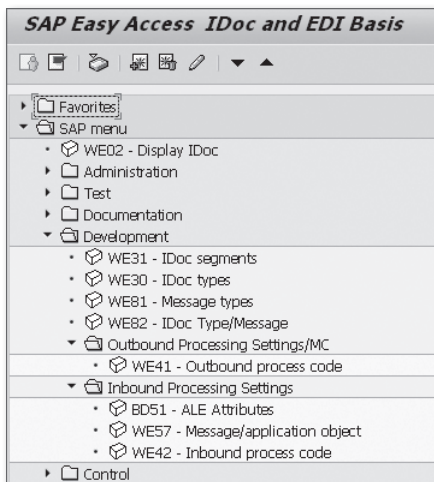 SAP Easy Access IDoc and EDI Basis
Favorites
SAP menu
WE02 - Display IDoc
Administration
Test
Documentation
Development
WE31 - IDoc segments
WE30 - IDoc types
WE81 - Message types
WE82 - IDoc Type/Message
Outbound Processing Settings/MC
WE41 - Outbound process code
Inbound Processing Settings
BD51 - ALE Attributes
WE57 - Message/application object
WE42 - Inbound process code
Control